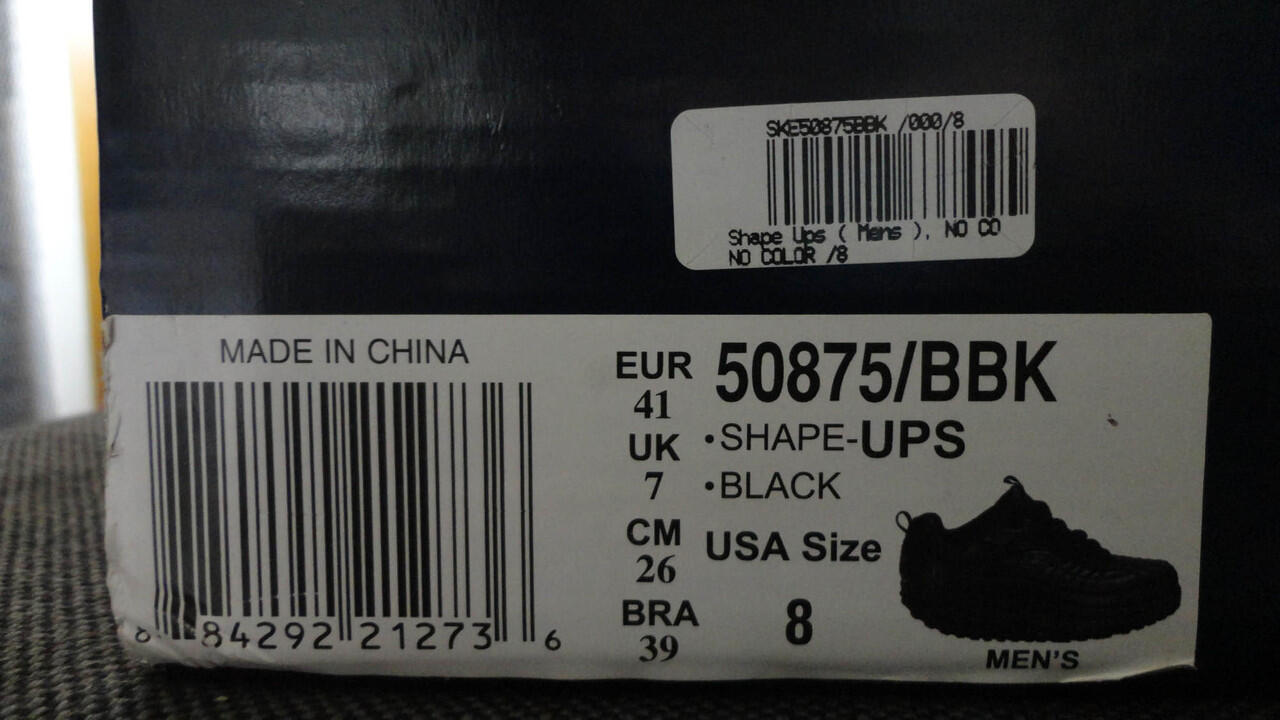 SKE50875BBK /000/8
Shape Ups ( Mens ), NO CO
NO COLOR /8
MADE IN CHINA
8 84292 21273 6
EUR
41
UK
7
CM
26
BRA
39
50875/BBK
•SHAPE-UPS
•BLACK
USA Size
8
MEN'S